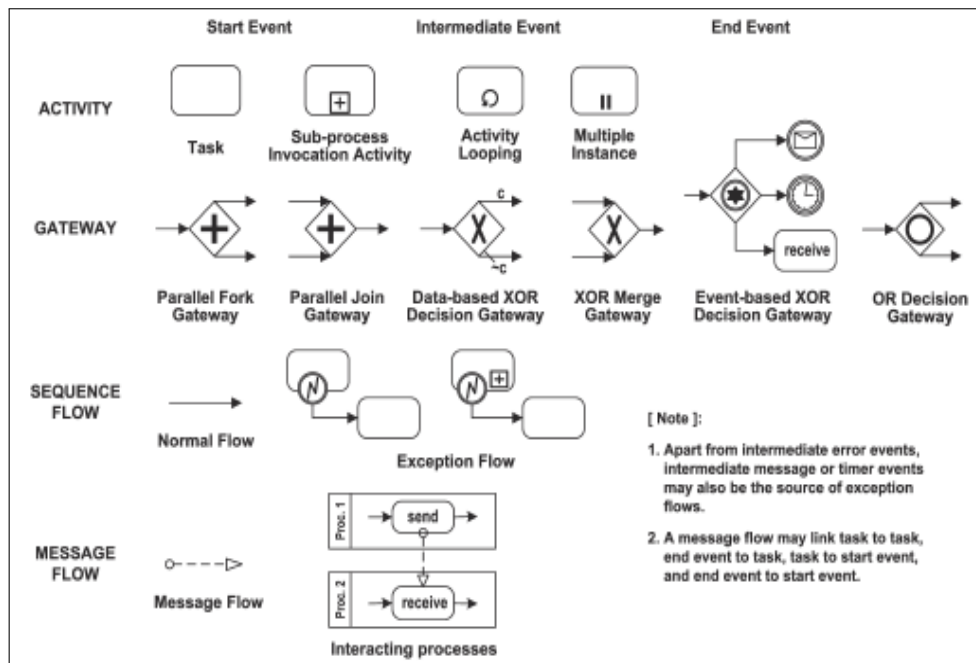 Start Event Intermediate Event End Event
ACTIVITY
Task
Sub-process
Invocation Activity
Activity
Looping
Multiple
Instance
GATEWAY
c
~c
receive
Parallel Fork
Gateway
Parallel Join
Gateway
Data-based XOR
Decision Gateway
XOR Merge
Gateway
Event-based XOR
Decision Gateway
OR Decision
Gateway
SEQUENCE
FLOW
Normal Flow
Exception Flow
[ Note ]:
1. Apart from intermediate error events,
intermediate message or timer events
may also be the source of exception
flows.
2. A message flow may link task to task,
end event to task, task to start event,
and end event to start event.
MESSAGE
FLOW
Message Flow
Proc. 1
send
Proc. 2
receive
Interacting processes